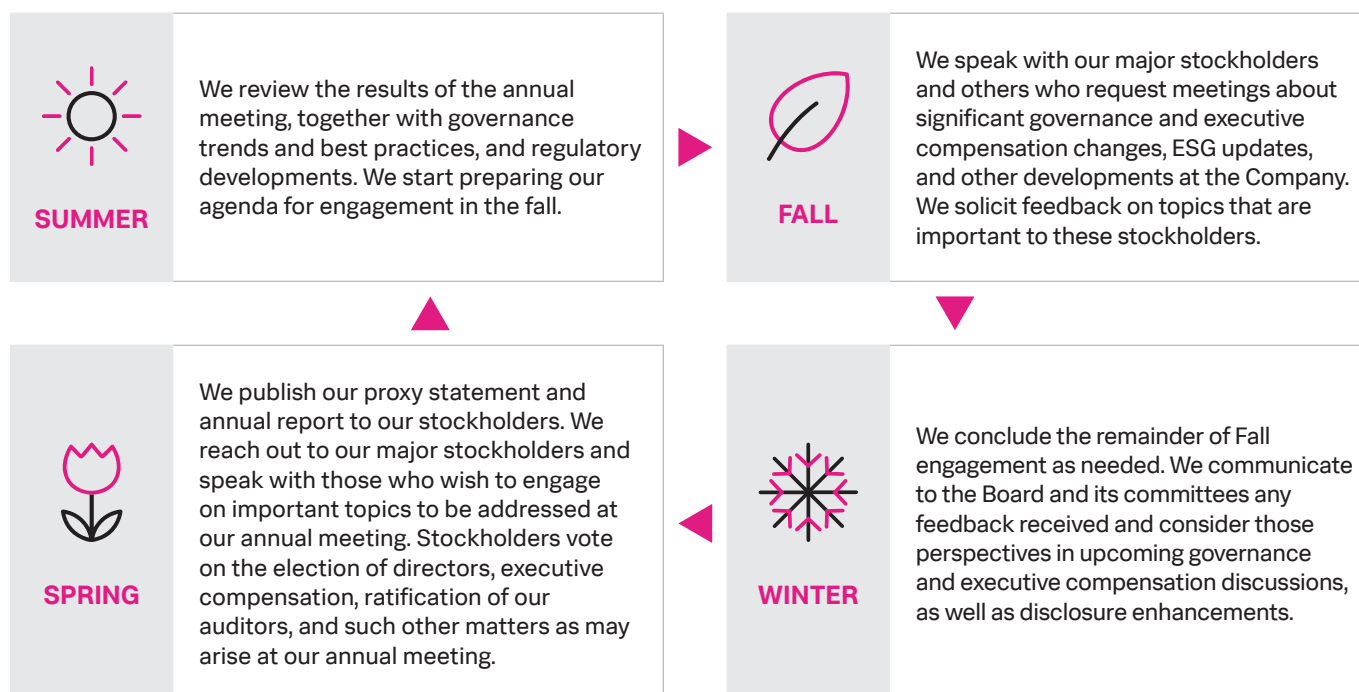 SUMMER
We review the results of the annual
meeting, together with governance
trends and best practices, and regulatory
developments. We start preparing our
agenda for engagement in the fall.
FALL
We speak with our major stockholders
and others who request meetings about
significant governance and executive
compensation changes, ESG updates,
and other developments at the Company.
We solicit feedback on topics that are
important to these stockholders.
SPRING
We publish our proxy statement and
annual report to our stockholders. We
reach out to our major stockholders and
speak with those who wish to engage
on important topics to be addressed at
our annual meeting. Stockholders vote
on the election of directors, executive
compensation, ratification of our
auditors, and such other matters as may
arise at our annual meeting.
WINTER
We conclude the remainder of Fall
engagement as needed. We communicate
to the Board and its committees any
feedback received and consider those
perspectives in upcoming governance
and executive compensation discussions,
as well as disclosure enhancements.